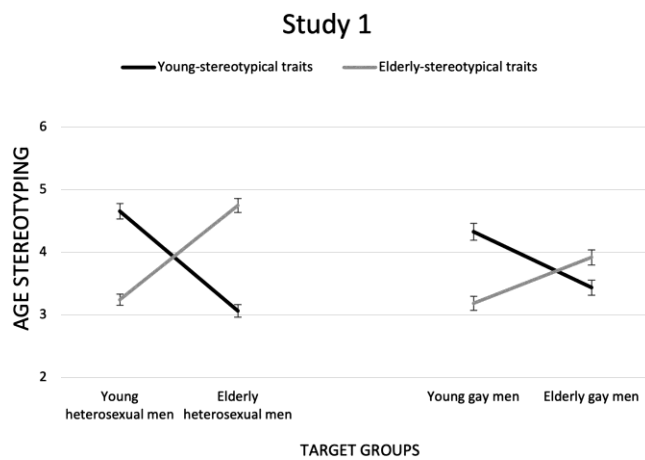 Study 1
Young-stereotypical traits Elderly-stereotypical traits
AGE STEREOTYPING
6
5
4
3
2
Young heterosexual men
Elderly heterosexual men
Young gay men
Elderly gay men
TARGET GROUPS